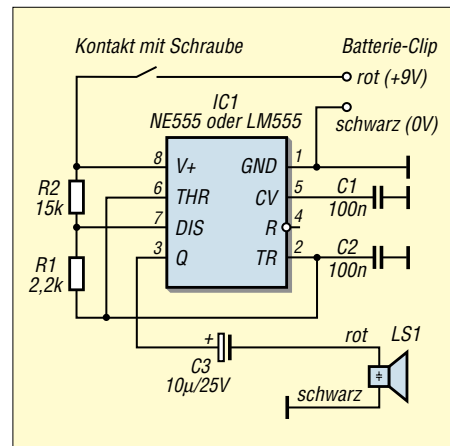 Kontakt mit Schraube
Batterie-Clip
rot (+9V)
IC1
NE555 oder LM555
schwarz (0V)
8 V+ GND 1
R2
15k
6 THR CV 5
C1
100n
7 DIS R 4
3 Q TR 2
C2
100n
R1
2,2k
rot LS1
+
C3
10µ/25V
schwarz